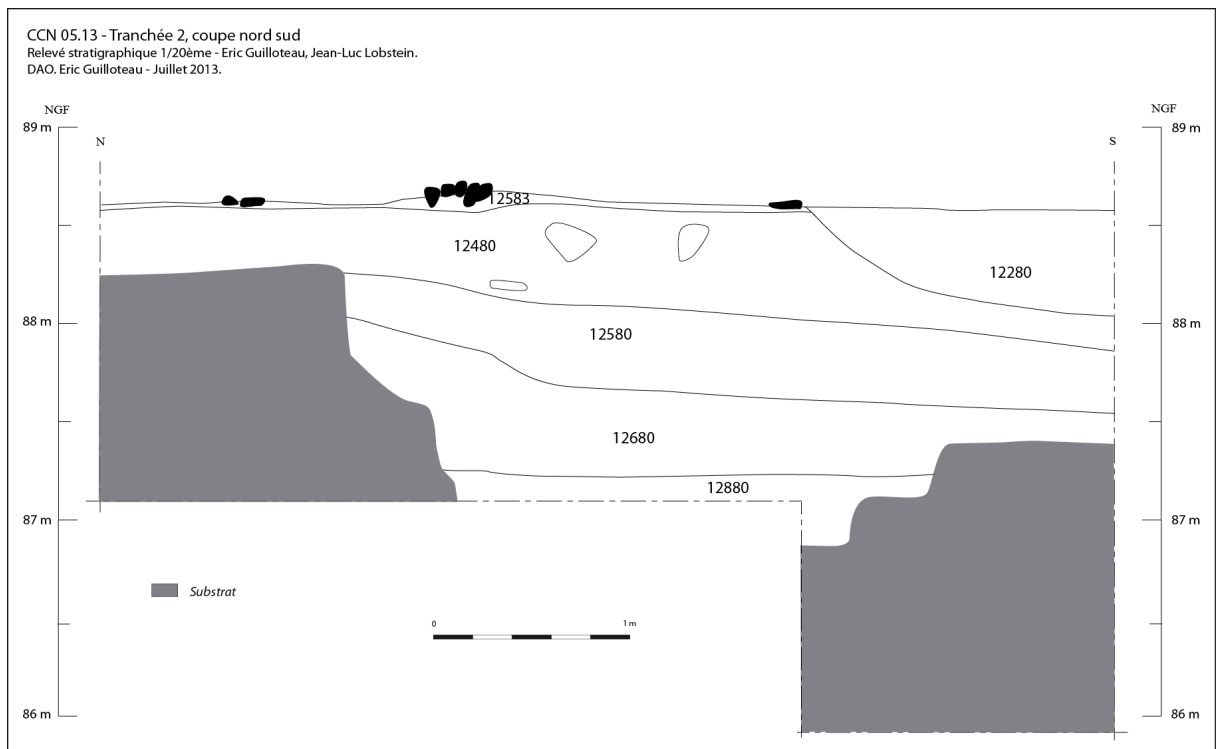 CCN 05.13 - Tranchée 2, coupe nord sud
Relevé stratigraphique 1/20ème - Eric Guilloteau, Jean-Luc Lobstein.
DAO. Eric Guilloteau - Juillet 2013.
NGF NGF
89 m 89 m
N S
12583
12480
12280
88 m 88 m
12580
12680
12880
87 m 87 m
Substrat
0 1 m
86 m 86 m